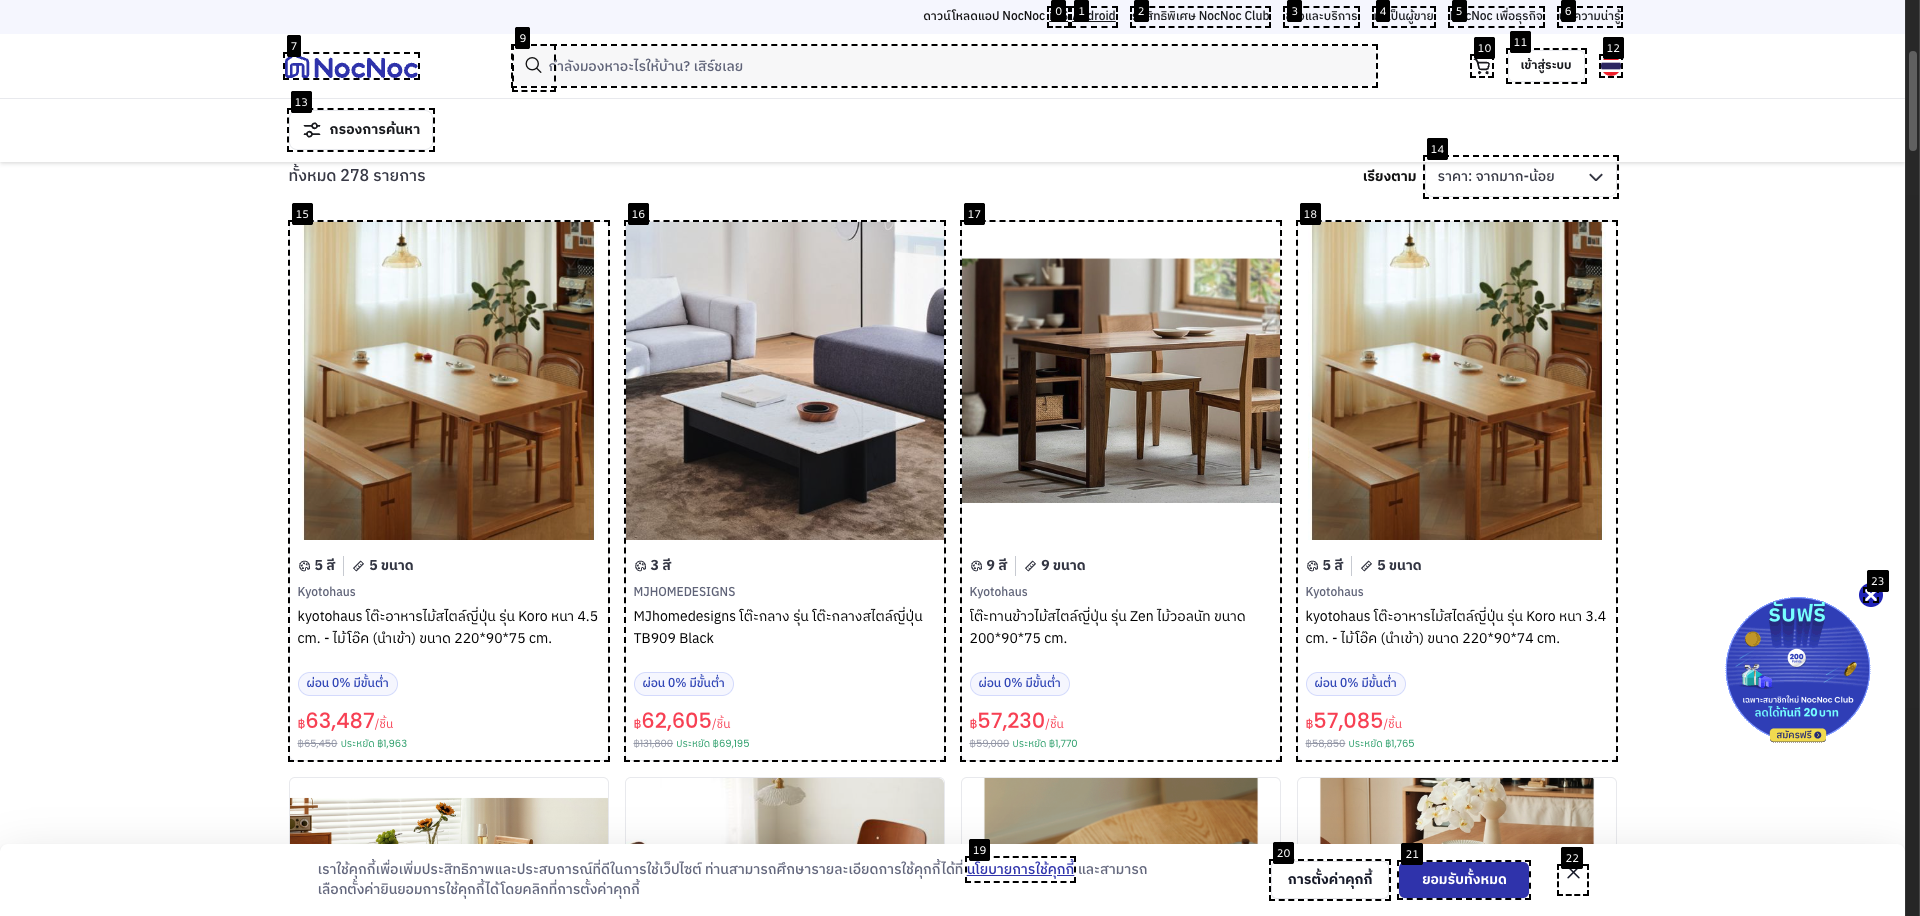 ดาวน์โหลดแอป NocNoc
NocNoc Club
และบริการ
เป็นผู้ขาย
เพื่อธุรกิจ
0
1
2
3
4
5
6
7
NocNoc
9
กำลังมองหาอะไรให้บ้าน? เสิร์ชเลย
10
11
เข้าสู่ระบบ
12
13
กรองการค้นหา
ทั้งหมด 278 รายการ
เรียงตาม
14
ราคา: จากมาก-น้อย
15
16
17
18
5 สี
5 ขนาด
Kyotohaus
kyotohaus โต๊ะอาหารไม้สไตล์ญี่ปุ่น รุ่น Koro หนา 4.5
cm. - ไม้โอ๊ค (นำเข้า) ขนาด 220*90*75 cm.
ผ่อน 0% มีขั้นต่ำ
฿63,487/ชิ้น
฿65,450 ประหยัด ฿1,963
3 สี
MJHOMEDESIGNS
MJhomedesigns โต๊ะกลาง รุ่น โต๊ะกลางสไตล์ญี่ปุ่น
TB909 Black
ผ่อน 0% มีขั้นต่ำ
฿62,605/ชิ้น
฿131,800 ประหยัด ฿69,195
9 สี
9 ขนาด
Kyotohaus
โต๊ะทานข้าวไม้สไตล์ญี่ปุ่น รุ่น Zen ไม้วอลนัท ขนาด
200*90*75 cm.
ผ่อน 0% มีขั้นต่ำ
฿57,230/ชิ้น
฿59,000 ประหยัด ฿1,770
5 สี
5 ขนาด
Kyotohaus
kyotohaus โต๊ะอาหารไม้สไตล์ญี่ปุ่น รุ่น Koro หนา 3.4
cm. - ไม้โอ๊ค (นำเข้า) ขนาด 220*90*74 cm.
ผ่อน 0% มีขั้นต่ำ
฿57,085/ชิ้น
฿58,850 ประหยัด ฿1,765
23
รับฟรี
200
เฉพาะสมาชิกใหม่ NocNoc Club
ลดได้ทันที 20 บาท
สมัครฟรี
เราใช้คุกกี้เพื่อเพิ่มประสิทธิภาพและประสบการณ์ที่ดีในการใช้เว็ปไซต์ ท่านสามารถศึกษารายละเอียดการใช้คุกกี้ได้ที่ นโยบายการใช้คุกกี้ และสามารถ
เลือกตั้งค่ายินยอมการใช้คุกกี้ได้โดยคลิกที่การตั้งค่าคุกกี้
19
20
การตั้งค่าคุกกี้
21
ยอมรับทั้งหมด
22